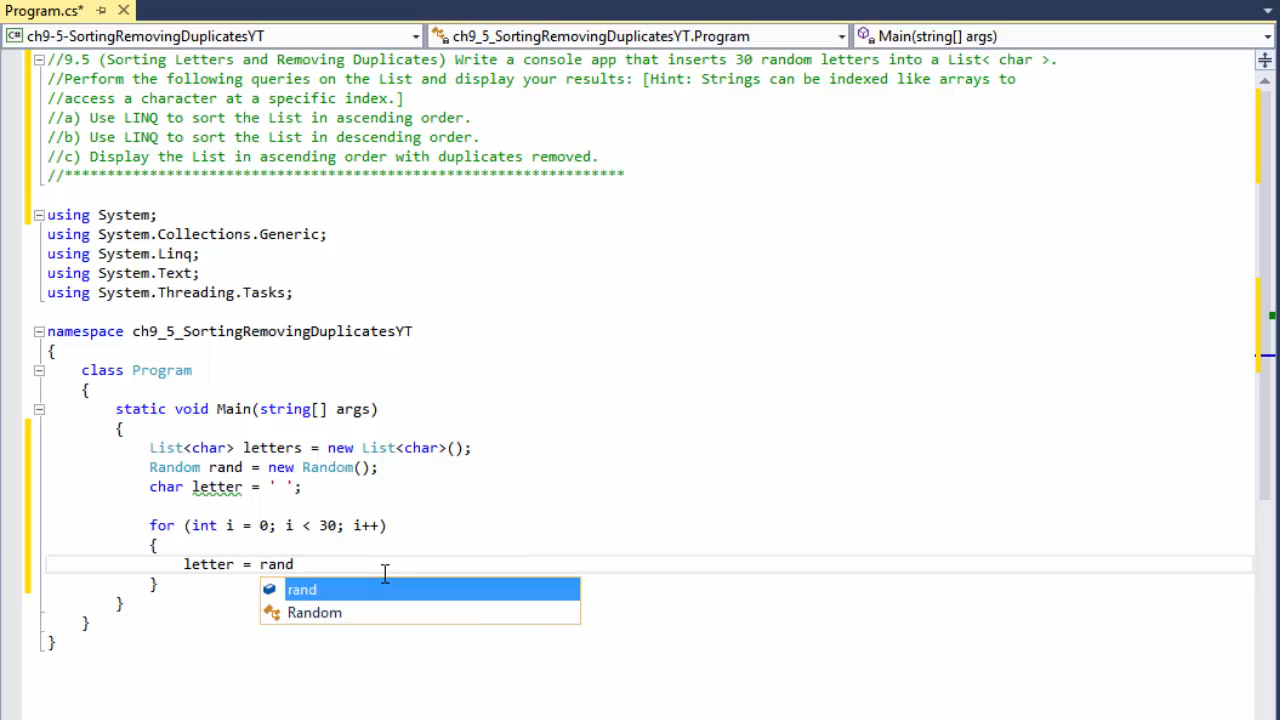 Program.cs*
ch9-5-SortingRemovingDuplicatesYT ch9_5_SortingRemovingDuplicatesYT.Program Main(string[] args)
//9.5 (Sorting Letters and Removing Duplicates) Write a console app that inserts 30 random letters into a List< char >.
//Perform the following queries on the List and display your results: [Hint: Strings can be indexed like arrays to
//access a character at a specific index.]
//a) Use LINQ to sort the List in ascending order.
//b) Use LINQ to sort the List in descending order.
//c) Display the List in ascending order with duplicates removed.
//******************************************************************
using System;
using System.Collections.Generic;
using System.Linq;
using System.Text;
using System.Threading.Tasks;
namespace ch9_5_SortingRemovingDuplicatesYT
{
class Program
{
static void Main(string[] args)
{
List<char> letters = new List<char>();
Random rand = new Random();
char letter = ' ';
for (int i = 0; i < 30; i++)
{
letter = rand
rand
Random
}
}
}
}